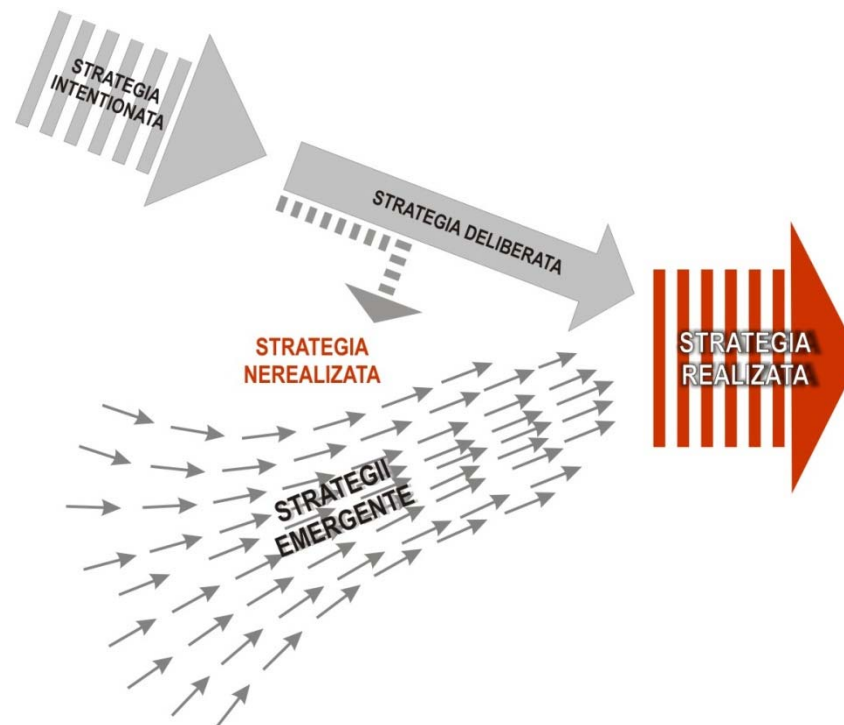 STRATEGIA
INTENTIONATA
STRATEGIA DELIBERATA
STRATEGIA
NEREALIZATA
STRATEGIA
REALIZATA
STRATEGII
EMERGENTE